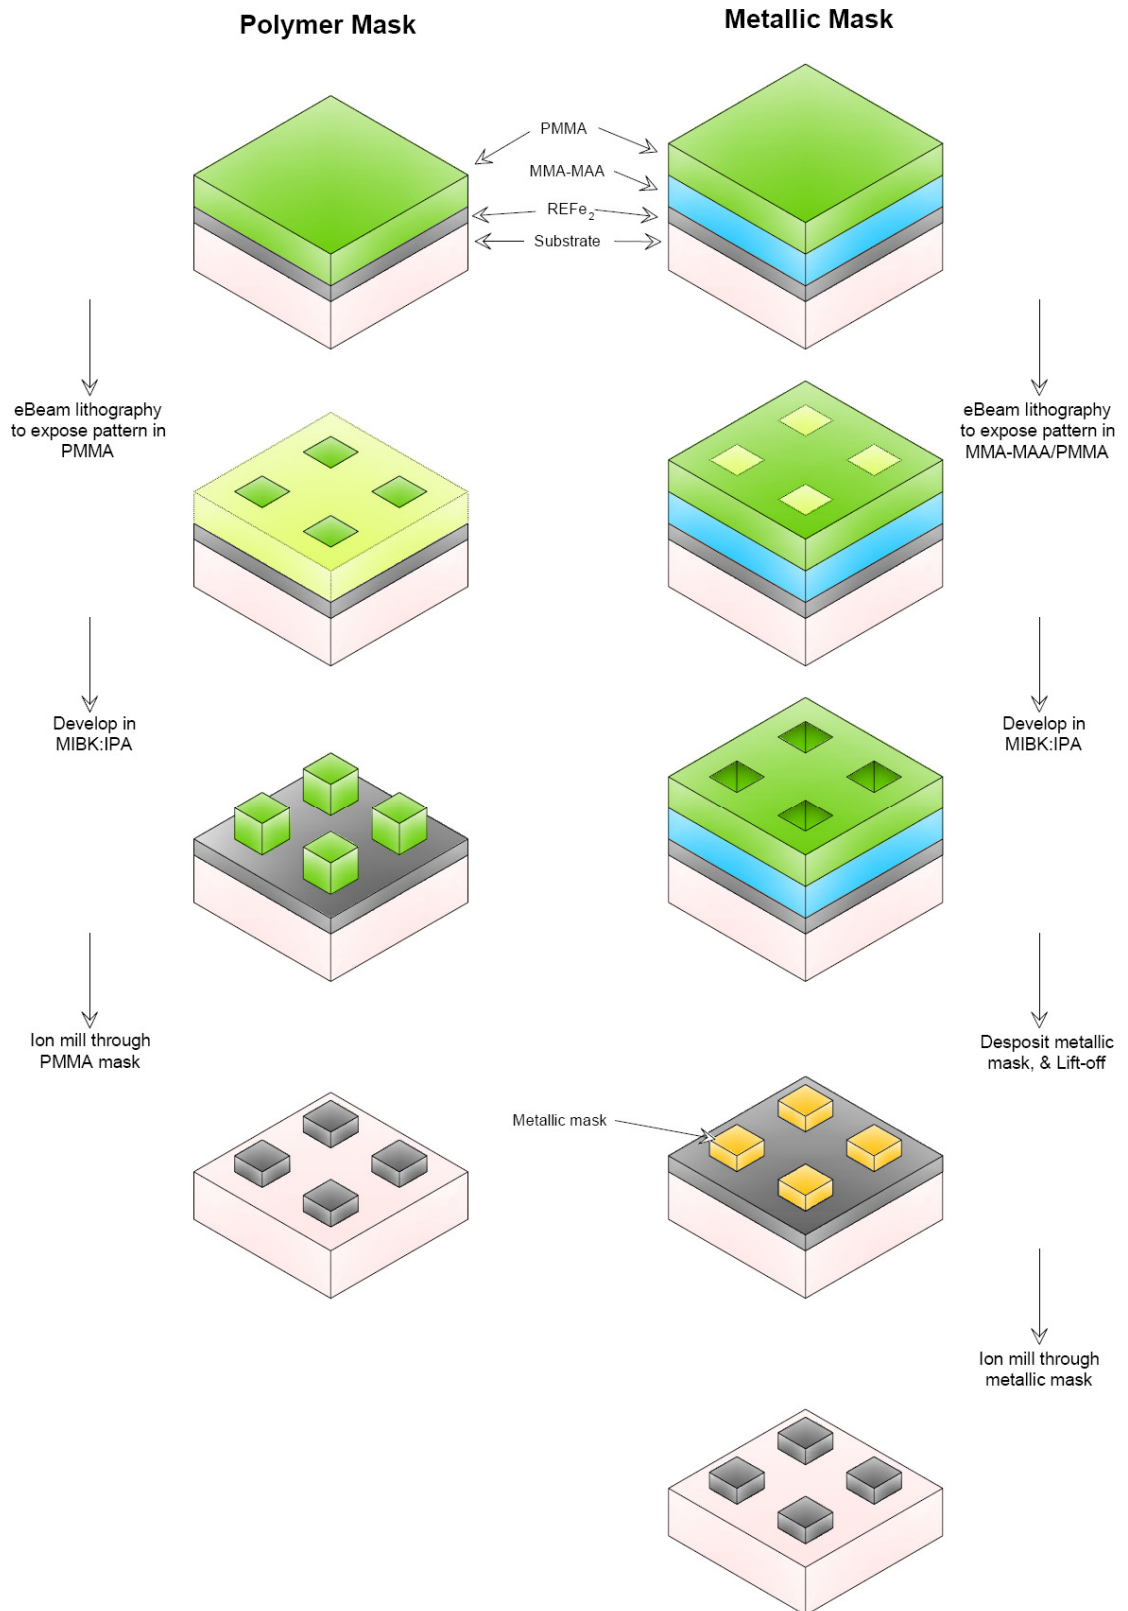 Polymer Mask
Metallic Mask
PMMA
MMA-MAA
REFe₂
Substrate
eBeam lithography
to expose pattern in
PMMA
eBeam lithography
to expose pattern in
MMA-MAA/PMMA
Develop in
MIBK:IPA
Develop in
MIBK:IPA
Ion mill through
PMMA mask
Desposit metallic
mask, & Lift-off
Metallic mask
Ion mill through
metallic mask